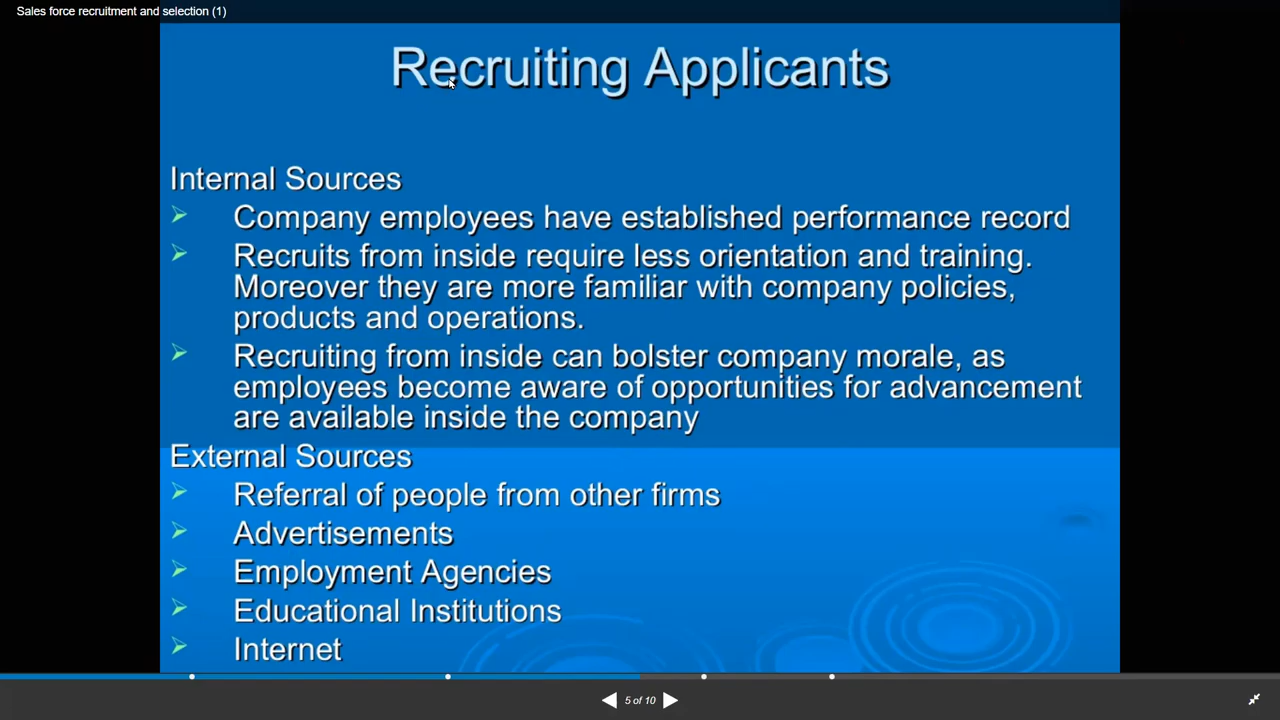 Sales force recruitment and selection (1)
Recruiting Applicants
Internal Sources
Company employees have established performance record
Recruits from inside require less orientation and training.
Moreover they are more familiar with company policies,
products and operations.
Recruiting from inside can bolster company morale, as
employees become aware of opportunities for advancement
are available inside the company
External Sources
Referral of people from other firms
Advertisements
Employment Agencies
Educational Institutions
Internet
5 of 10